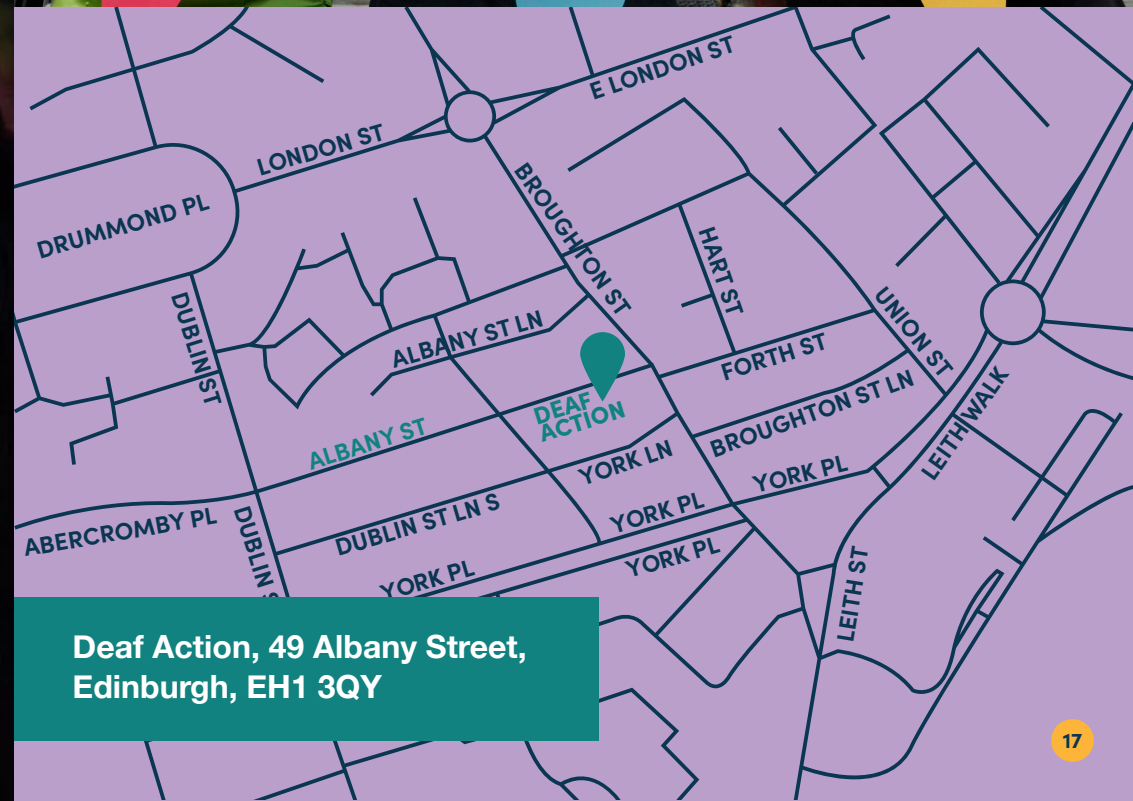 E LONDON ST
LONDON ST
DRUMMOND PL
BROUGHTON ST
HART ST
DUBLIN ST
ALBANY ST LN
UNION ST
FORTH ST
DEAF
ACTION
ALBANY ST
BROUGHTON ST LN
LEITH WALK
YORK LN
YORK PL
ABERCROMBY PL
DUBLIN S
DUBLIN ST LN S
YORK PL
YORK PL
YORK PL
LEITH ST
Deaf Action, 49 Albany Street,
Edinburgh, EH1 3QY
17